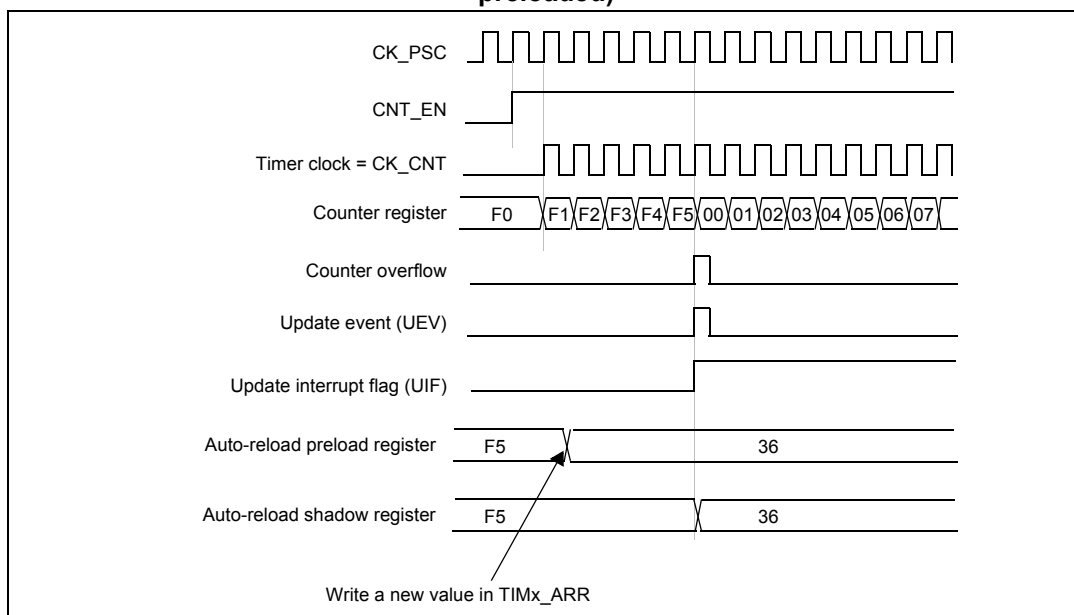 preloaded)
CK_PSC
CNT_EN
Timer clock = CK_CNT
Counter register F0 F1 F2 F3 F4 F5 00 01 02 03 04 05 06 07
Counter overflow
Update event (UEV)
Update interrupt flag (UIF)
Auto-reload preload register F5 36
Auto-reload shadow register F5 36
Write a new value in TIMx_ARR